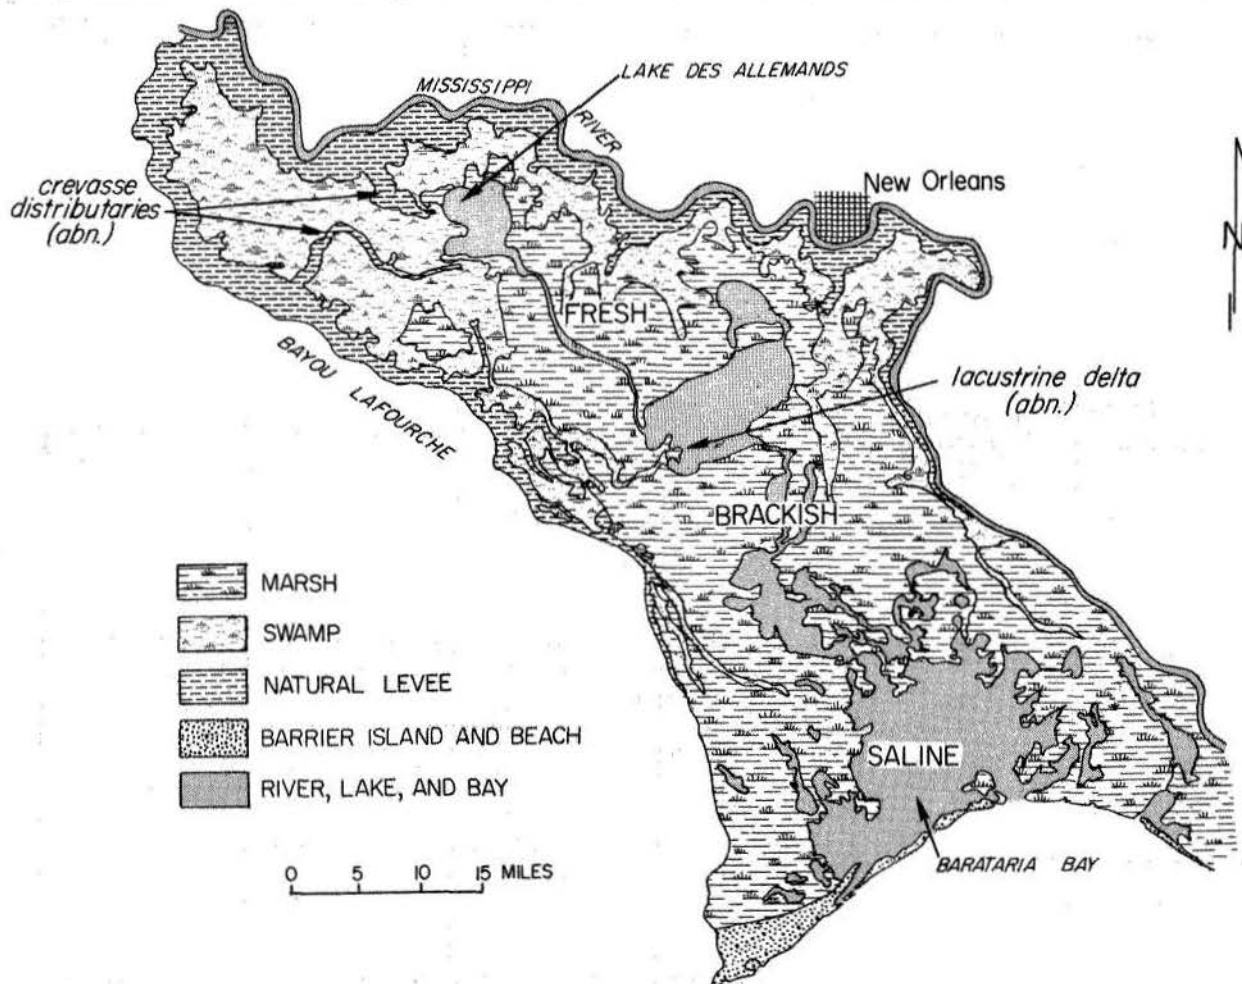 LAKE DES ALLEMANDS
MISSISSIPPI
RIVER
crevasse
distributaries
(abn.)
New Orleans
N
FRESH
BAYOU LAFOURCHE
lacustrine delta
(abn.)
BRACKISH
MARSH
SWAMP
NATURAL LEVEE
BARRIER ISLAND AND BEACH
RIVER, LAKE, AND BAY
SALINE
0 5 10 15 MILES
BARATARIA BAY